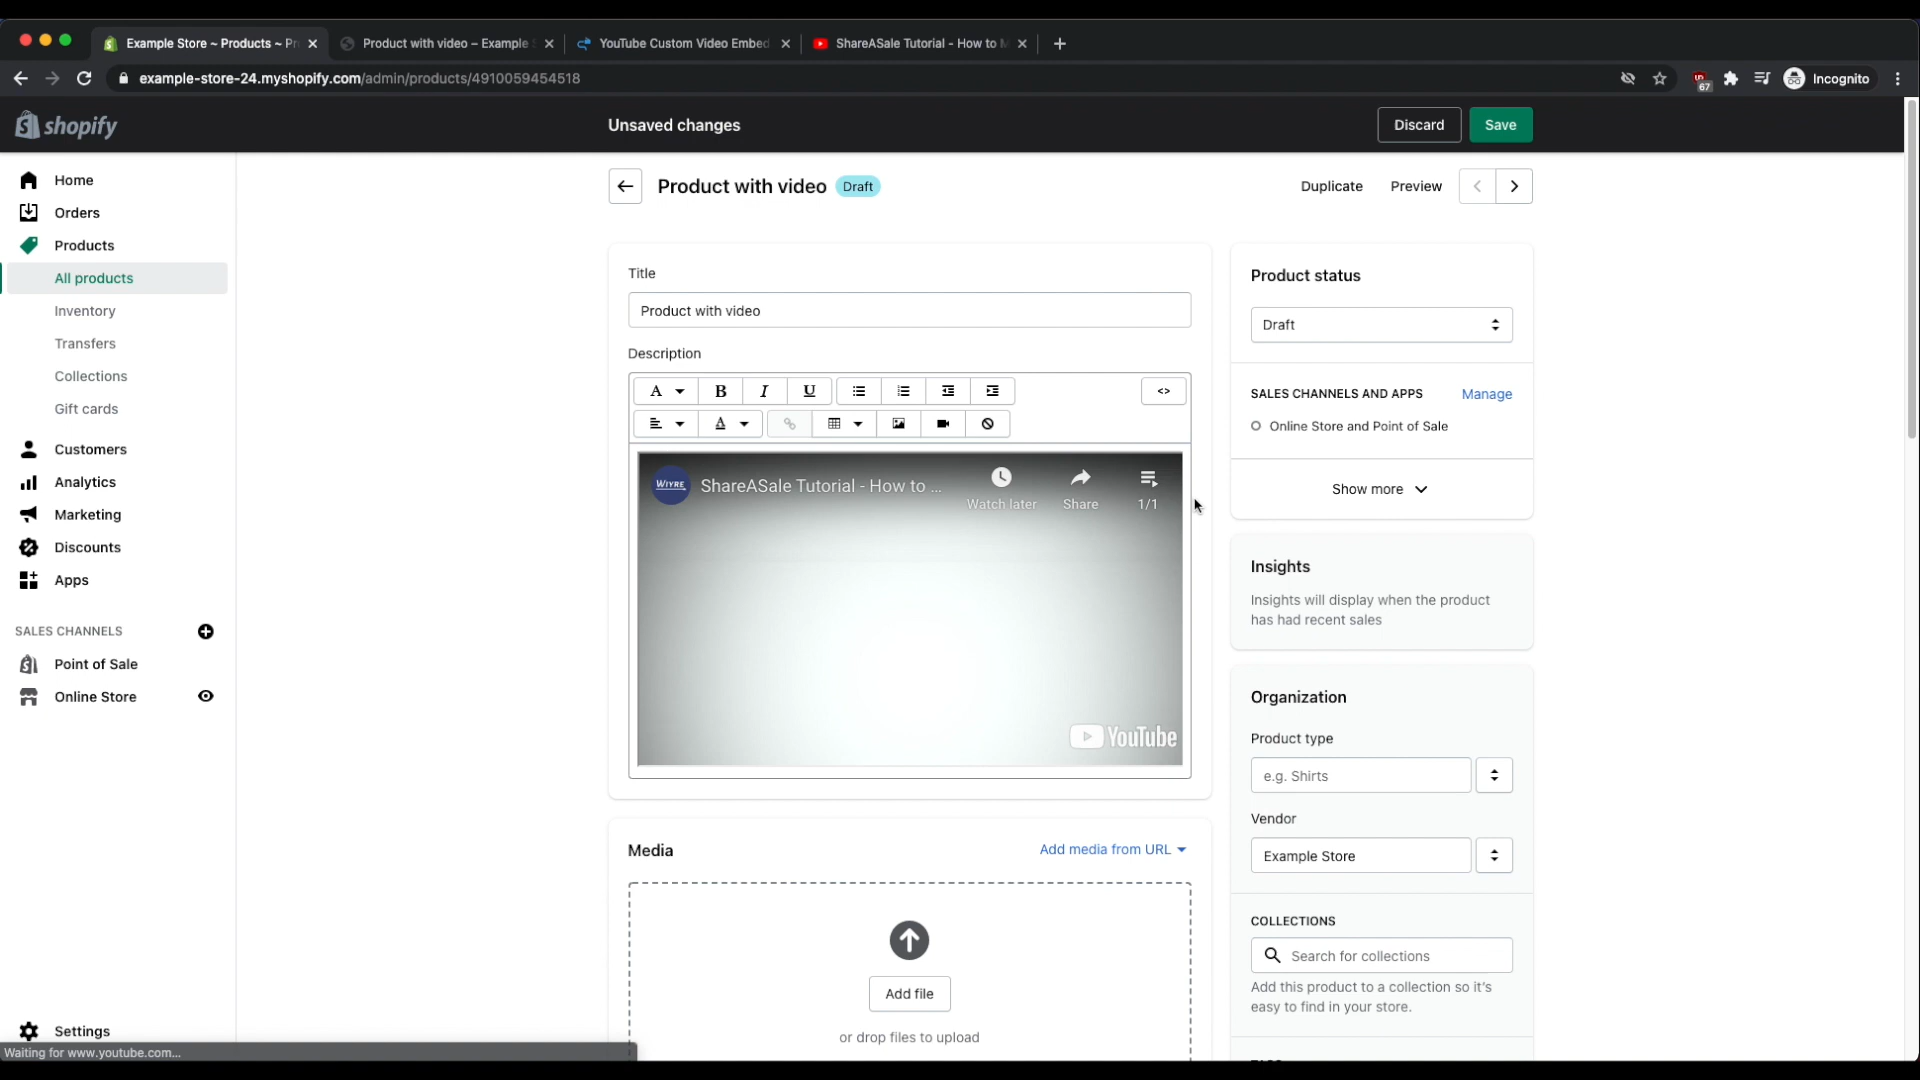 Example Store ~ Products ~ Pr
Product with video – Example S
YouTube Custom Video Embed
ShareASale Tutorial - How to M
example-store-24.myshopify.com/admin/products/4910059454518
67
Incognito
shopify
Unsaved changes
Discard
Save
Home
Orders
Products
All products
Inventory
Transfers
Collections
Gift cards
Customers
Analytics
Marketing
Discounts
Apps
SALES CHANNELS
Point of Sale
Online Store
Settings
Waiting for www.youtube.com...
Product with video
Draft
Duplicate
Preview
Title
Product with video
Description
A
B
I
U
<>
A
WIYRE
ShareASale Tutorial - How to ...
Watch later
Share
1/1
YouTube
Media
Add media from URL
Add file
or drop files to upload
Product status
Draft
SALES CHANNELS AND APPS
Manage
Online Store and Point of Sale
Show more
Insights
Insights will display when the product
has had recent sales
Organization
Product type
e.g. Shirts
Vendor
Example Store
COLLECTIONS
Search for collections
Add this product to a collection so it's
easy to find in your store.